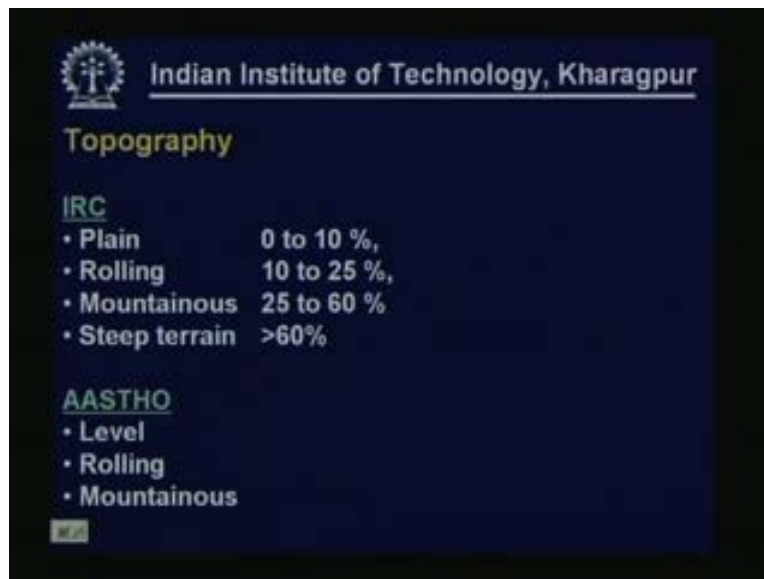 Indian Institute of Technology, Kharagpur
Topography
IRC
• Plain 0 to 10 %,
• Rolling 10 to 25 %,
• Mountainous 25 to 60 %
• Steep terrain >60%
AASTHO
• Level
• Rolling
• Mountainous